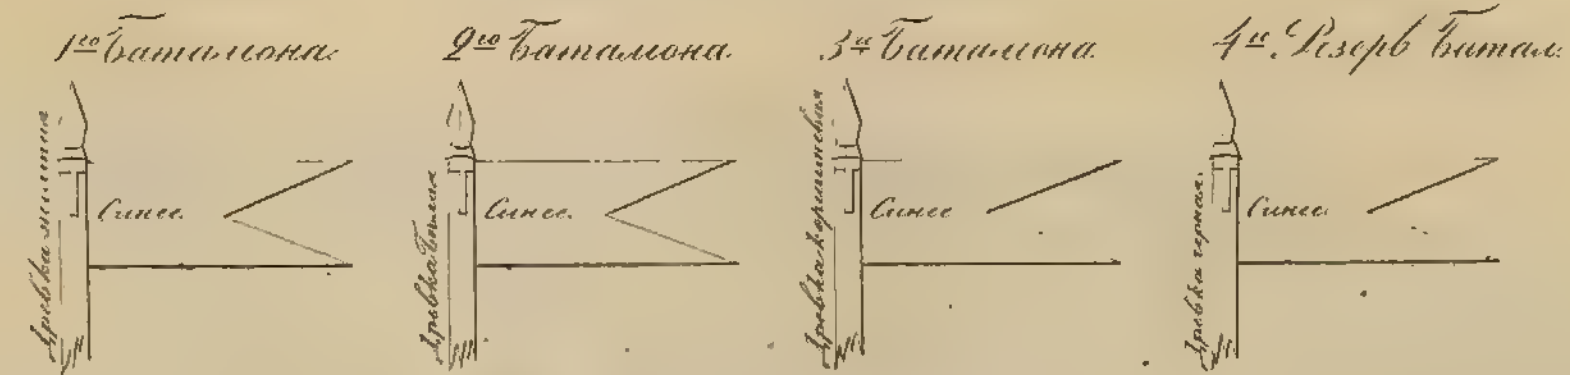 1го Баталиона.
2го Баталиона.
3го Баталиона
4го. Резерв Батал.
Древка желтая
Синее.
Древка белая
Синее.
Древка коричневая
Синее
Древка черная.
Синее.